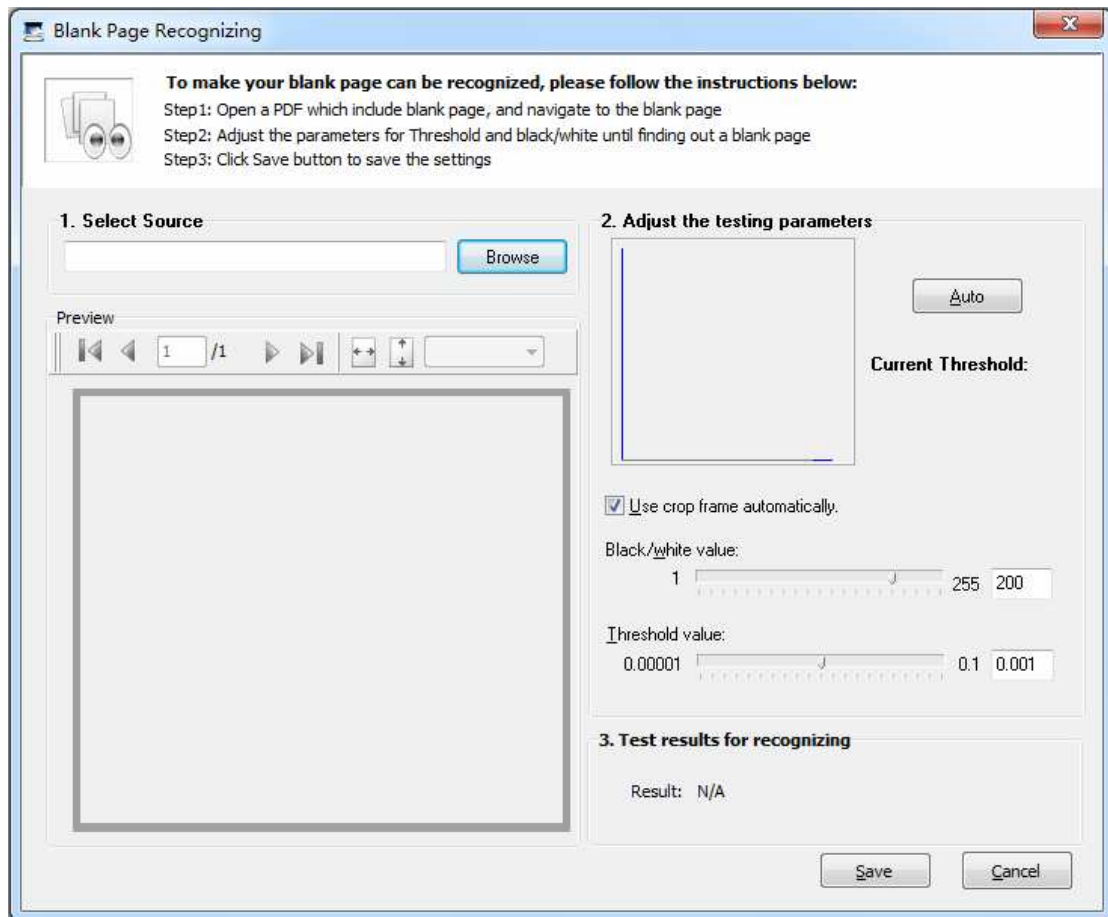 Blank Page Recognizing
To make your blank page can be recognized, please follow the instructions below:
Step1: Open a PDF which include blank page, and navigate to the blank page
Step2: Adjust the parameters for Threshold and black/white until finding out a blank page
Step3: Click Save button to save the settings
1. Select Source
Browse
Preview
1 /1
2. Adjust the testing parameters
Auto
Current Threshold:
Use crop frame automatically.
Black/white value:
1 255 200
Threshold value:
0.00001 0.1 0.001
3. Test results for recognizing
Result: N/A
Save Cancel